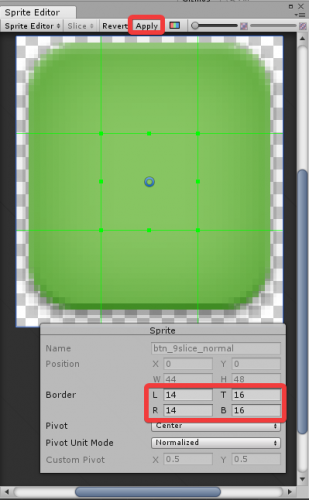 Sprite Editor
Sprite Editor Slice Revert Apply
Sprite
Name btn_9slice_normal
Position X 0 Y 0
W 44 H 48
Border L 14 T 16
R 14 B 16
Pivot Center
Pivot Unit Mode Normalized
Custom Pivot X 0.5 Y 0.5